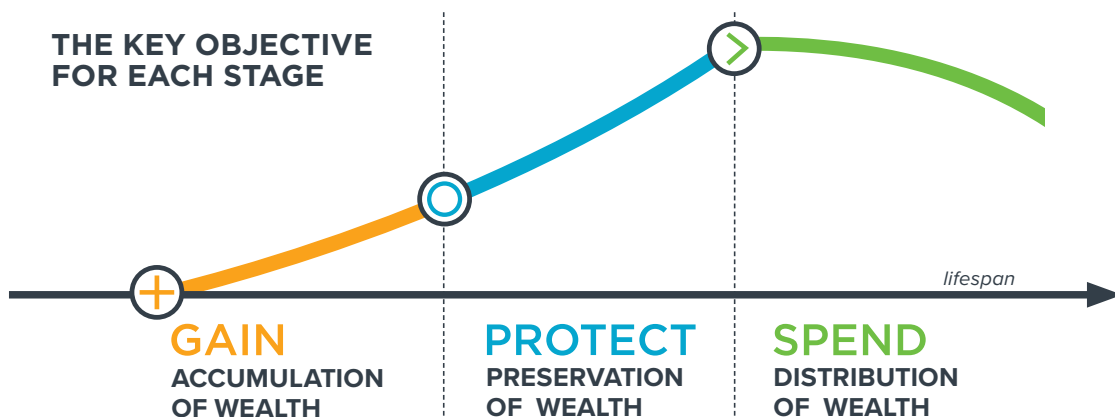 THE KEY OBJECTIVE
FOR EACH STAGE
lifespan
GAIN
ACCUMULATION
OF WEALTH
PROTECT
PRESERVATION
OF WEALTH
SPEND
DISTRIBUTION
OF WEALTH